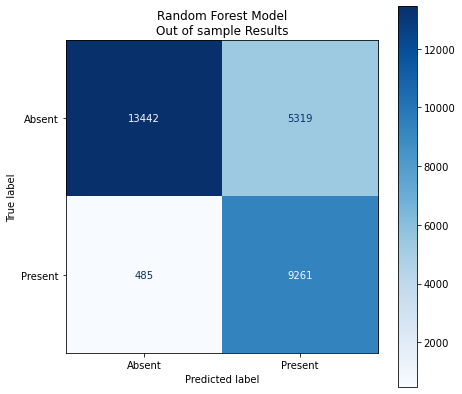 Random Forest Model
Out of sample Results
True label
Absent
13442
5319
Present
485
9261
Absent
Present
Predicted label
12000
10000
8000
6000
4000
2000